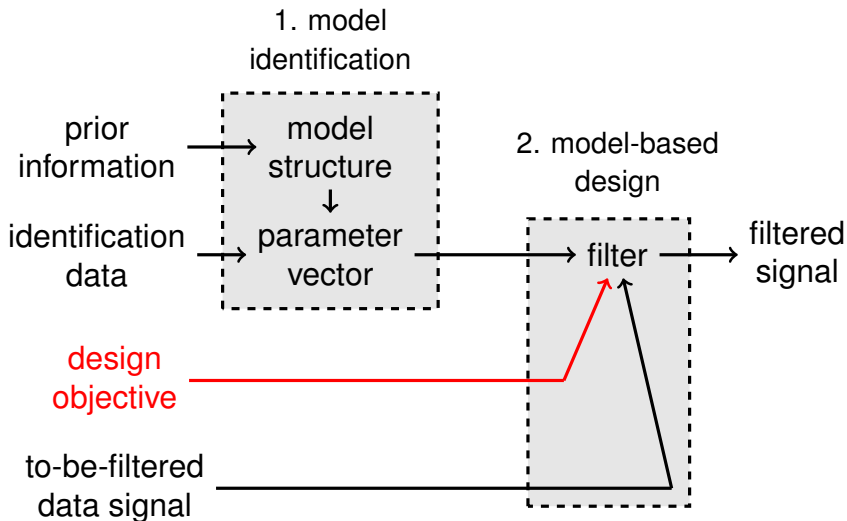 1. model
identification
prior
information
model
structure
2. model-based
design
identification
data
parameter
vector
filter
filtered
signal
design
objective
to-be-filtered
data signal